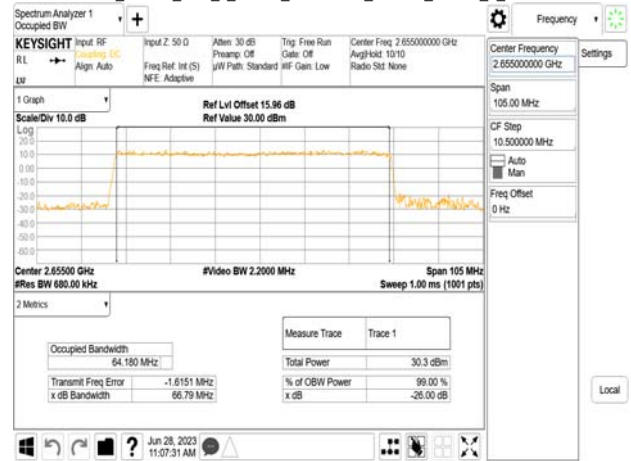 Spectrum Analyzer 1
Occupied BW
Frequency
KEYSIGHT
Input: RF
Coupling: DC
Align: Auto
Input Z: 50 Ω
Freq Ref: Int (S)
NFE: Adaptive
Atten: 30 dB
Preamp: Off
µW Path: Standard
Trig: Free Run
Gate: Off
#IF Gain: Low
Center Freq: 2.655000000 GHz
Avg|Hold: 10/10
Radio Std: None
RL
LV
Center Frequency
2.655000000 GHz
Settings
Span
105.00 MHz
CF Step
10.500000 MHz
Auto
Man
Freq Offset
0 Hz
Local
1 Graph
Scale/Div 10.0 dB
Ref Lvl Offset 15.96 dB
Ref Value 30.00 dBm
Log
20.0
10.0
0.00
-10.0
-20.0
-30.0
-40.0
-50.0
-60.0
Center 2.65500 GHz
#Video BW 2.2000 MHz
Span 105 MHz
#Res BW 680.00 kHz
Sweep 1.00 ms (1001 pts)
2 Metrics
Measure Trace Trace 1
Occupied Bandwidth
64.180 MHz
Total Power 30.3 dBm
Transmit Freq Error -1.6151 MHz
% of OBW Power 99.00 %
x dB Bandwidth 66.79 MHz
x dB -26.00 dB
?
Jun 28, 2023
11:07:31 AM